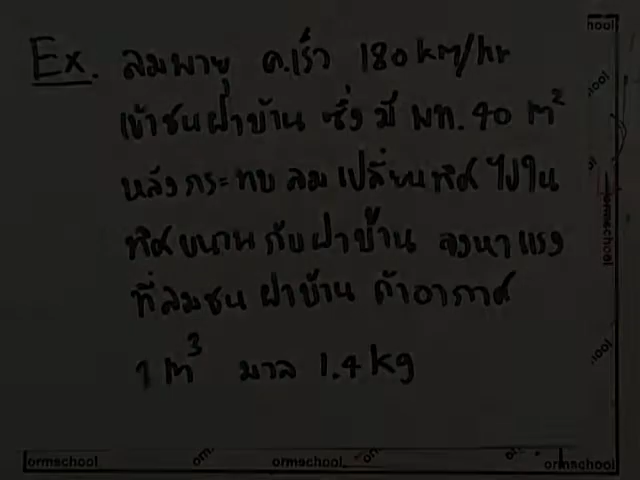 Ex. ลมพายุ ค.เร็ว 180 km/hr
เข้าชนฝาบ้าน ซึ่งมี พท. 40 m²
หลังกระทบ ลมเปลี่ยนทิศ ไปใน
ทิศขนานกับฝาบ้าน จงหาแรง
ที่ลมชน ฝาบ้าน ถ้าอากาศ
1 m³ มวล 1.4 kg
ormschool
ormschool
ormschool
ormschool